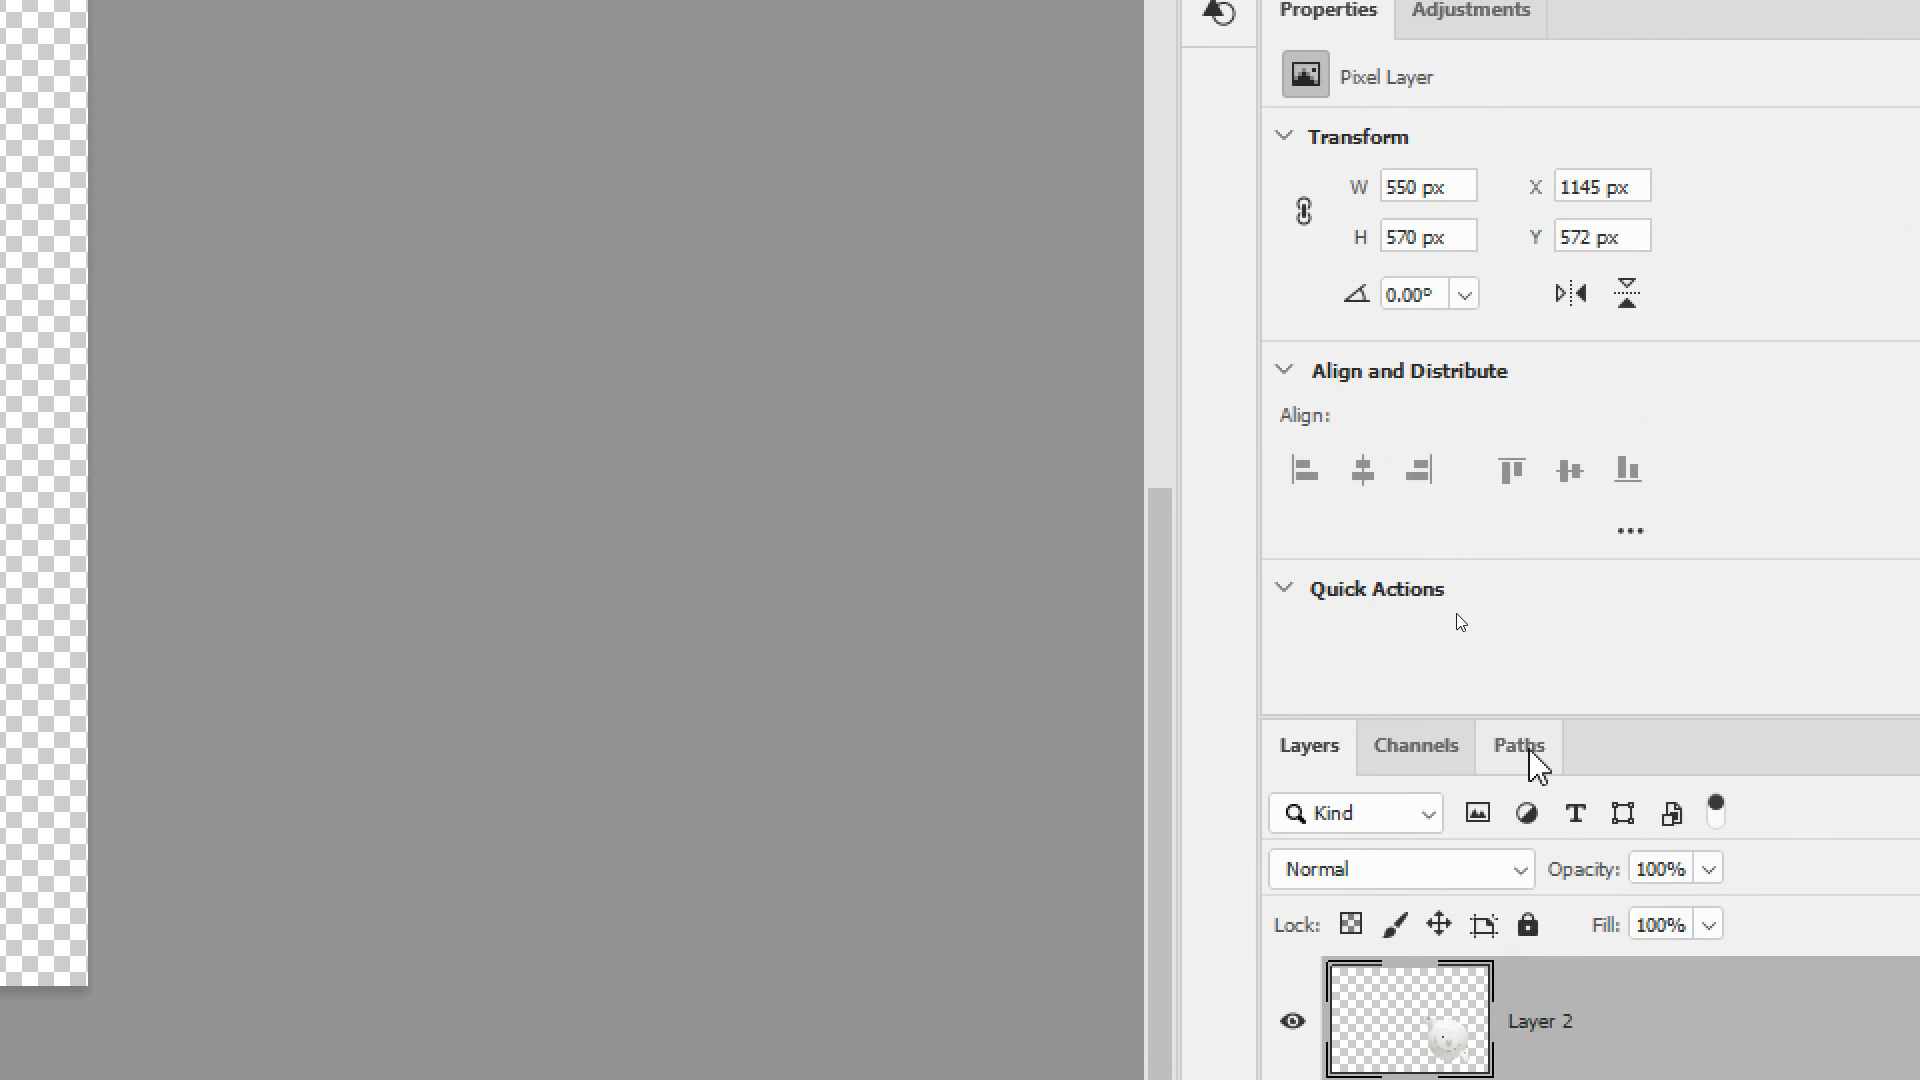 Properties
Adjustments
Pixel Layer
Transform
W 550 px X 1145 px
H 570 px Y 572 px
0.00º
Align and Distribute
Align:
Quick Actions
Layers Channels Paths
Kind
Normal Opacity: 100%
Lock: Fill: 100%
Layer 2